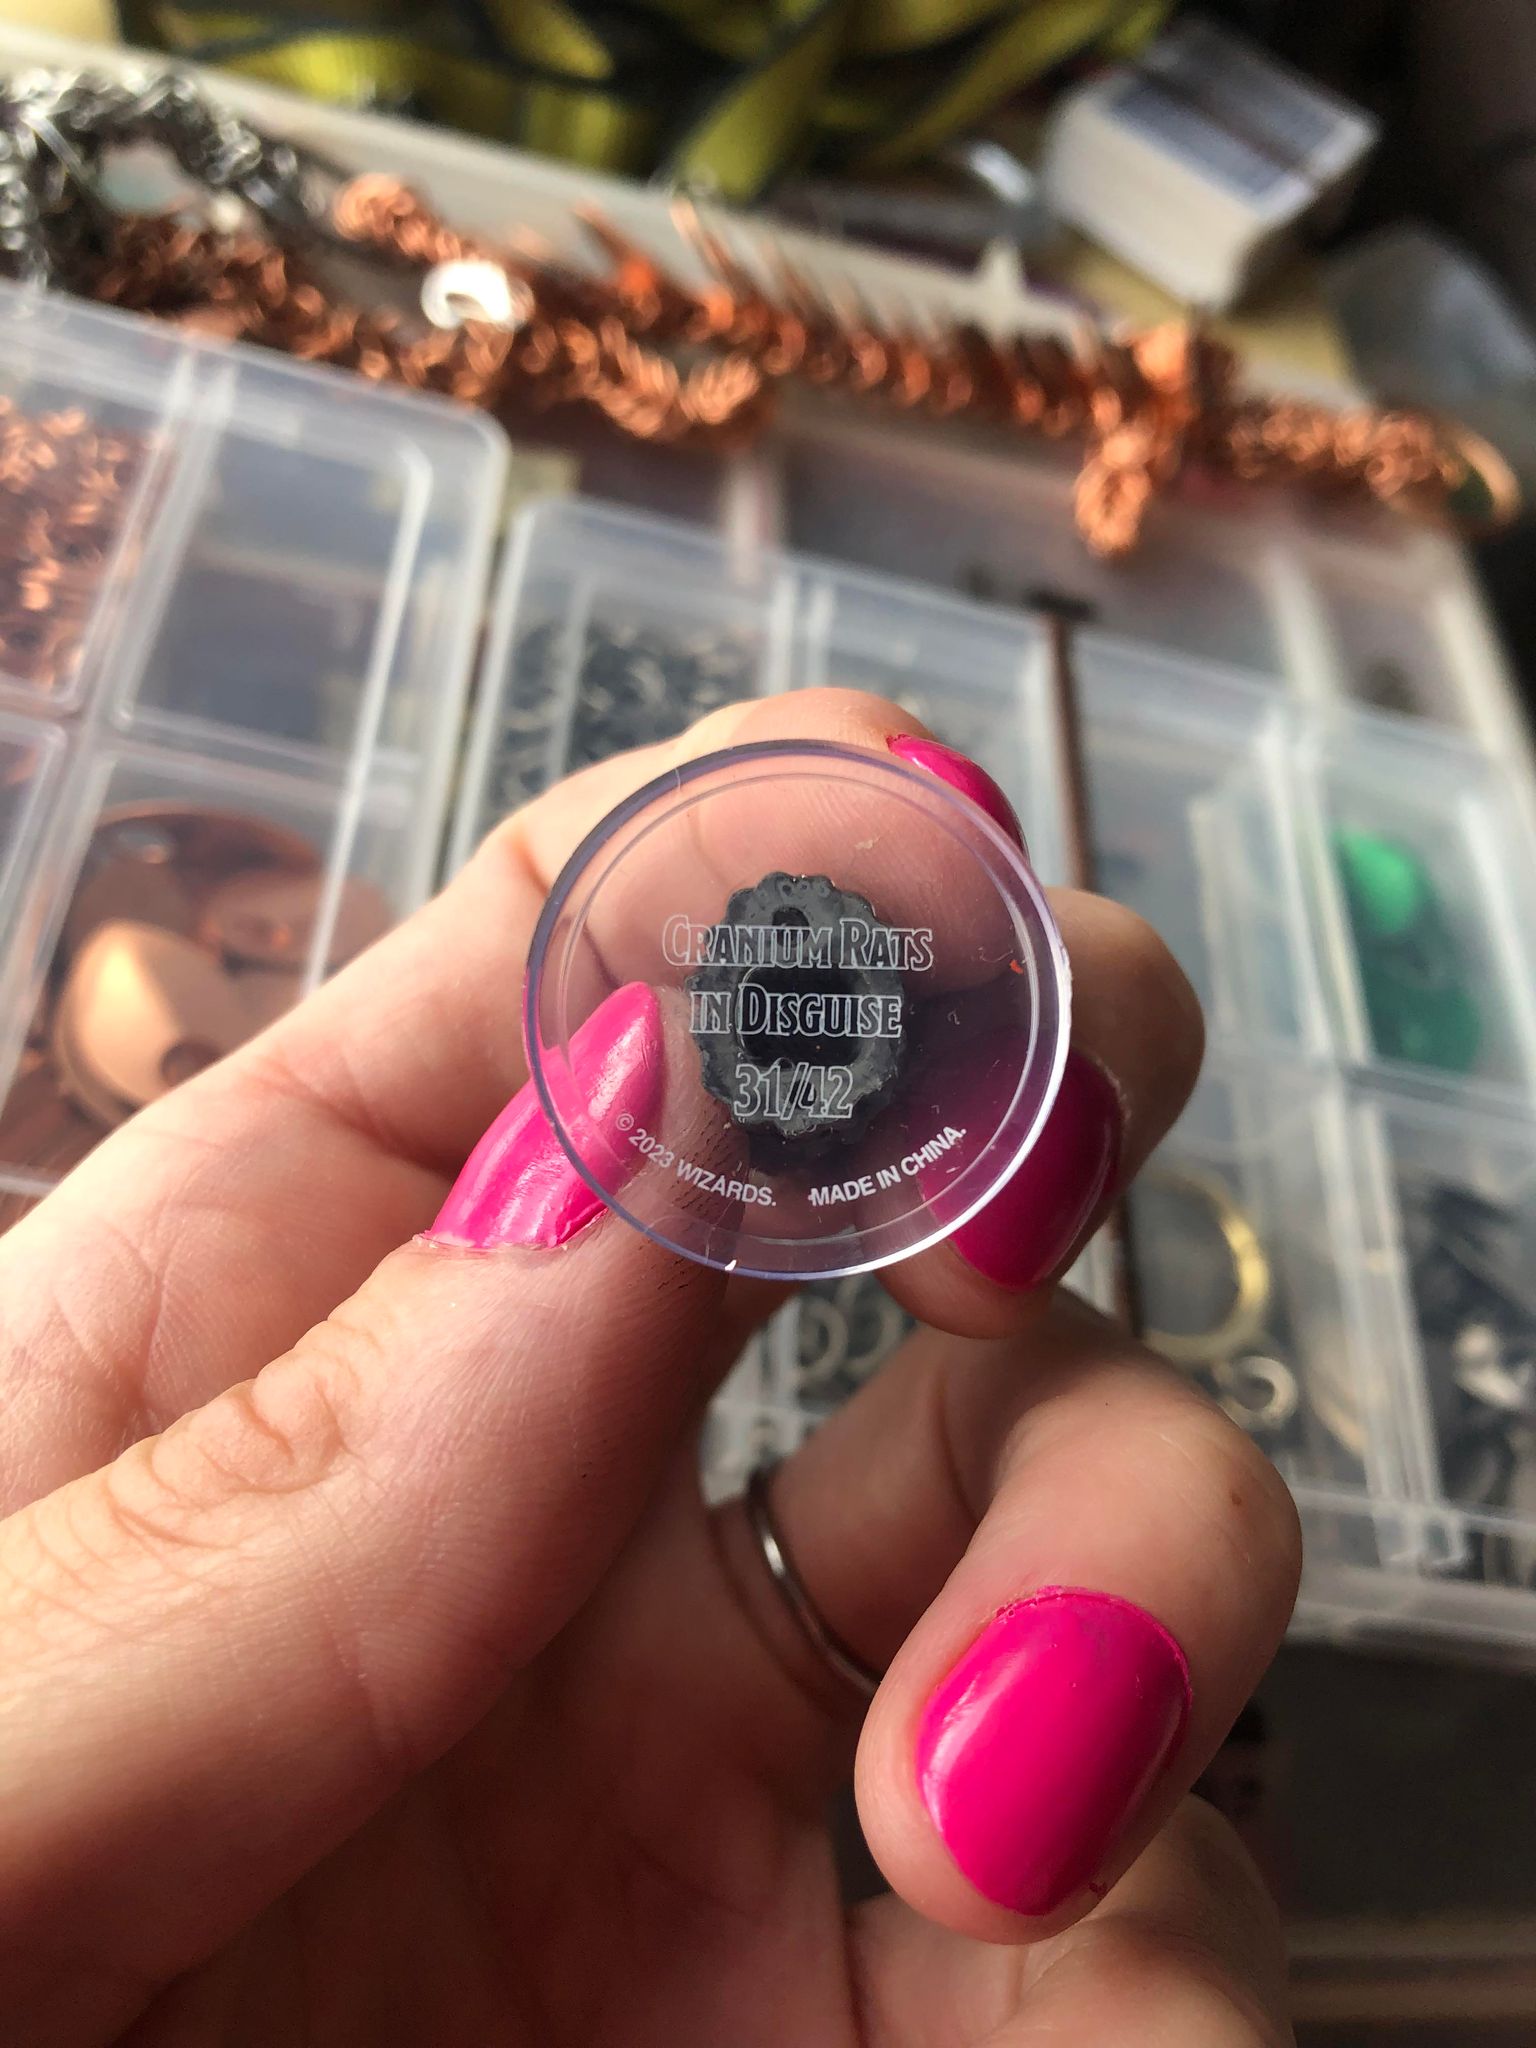 CRANIUM RATS
IN DISGUISE
31/42
© 2023 WIZARDS. MADE IN CHINA.